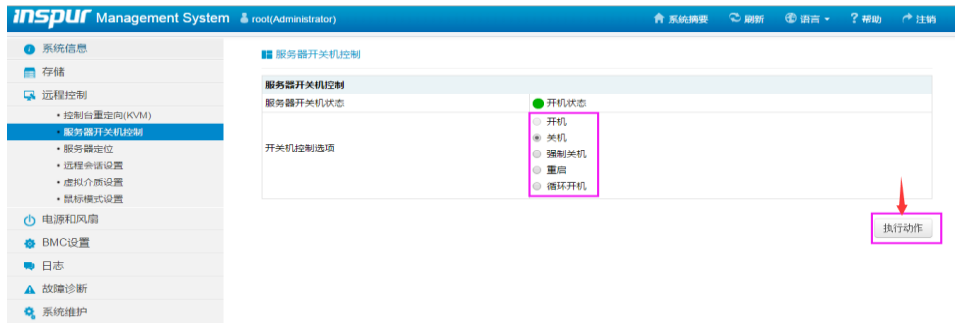 inspur Management System root(Administrator) 系统摘要 刷新 语言 ? 帮助 注销
系统信息
存储
远程控制
• 控制台重定向(KVM)
• 服务器开关机控制
• 服务器定位
• 远程会话设置
• 虚拟介质设置
• 鼠标模式设置
电源和风扇
BMC设置
日志
故障诊断
系统维护
服务器开关机控制
服务器开关机控制
服务器开关机状态 开机状态
开关机控制选项
开机
关机
强制关机
重启
循环开机
执行动作